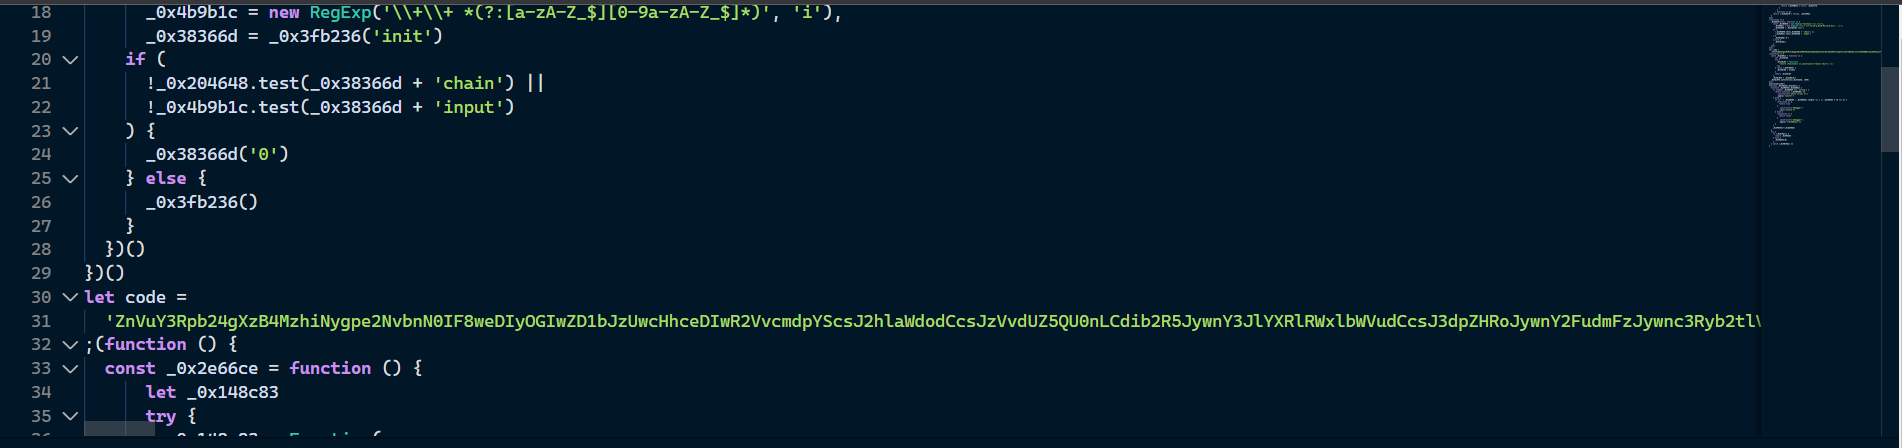 18 _0x4b9b1c = new RegExp('\\+\\+ *(?:[a-zA-Z_$][0-9a-zA-Z_$]*)', 'i'),
19 _0x38366d = _0x3fb236('init')
20 if (
21 !_0x204648.test(_0x38366d + 'chain') ||
22 !_0x4b9b1c.test(_0x38366d + 'input')
23 ) {
24 _0x38366d('0')
25 } else {
26 _0x3fb236()
27 }
28 })()
29 })()
30 let code =
31 'ZnVuY3Rpb24gXzB4MzhiNygpe2NvbnN0IF8weDIyOGIwZD1bJzUwcHhceDIwR2VvcmdpYScsJ2hlaWdodCcsJzVvdUZ5QU0nLCdib2R5JywnY3JlYXRlRWxlbWVudCcsJ3dpZHRoJywnY2FudmFzJywnc3Ryb2tl
32 ;(function () {
33 const _0x2e66ce = function () {
34 let _0x148c83
35 try {